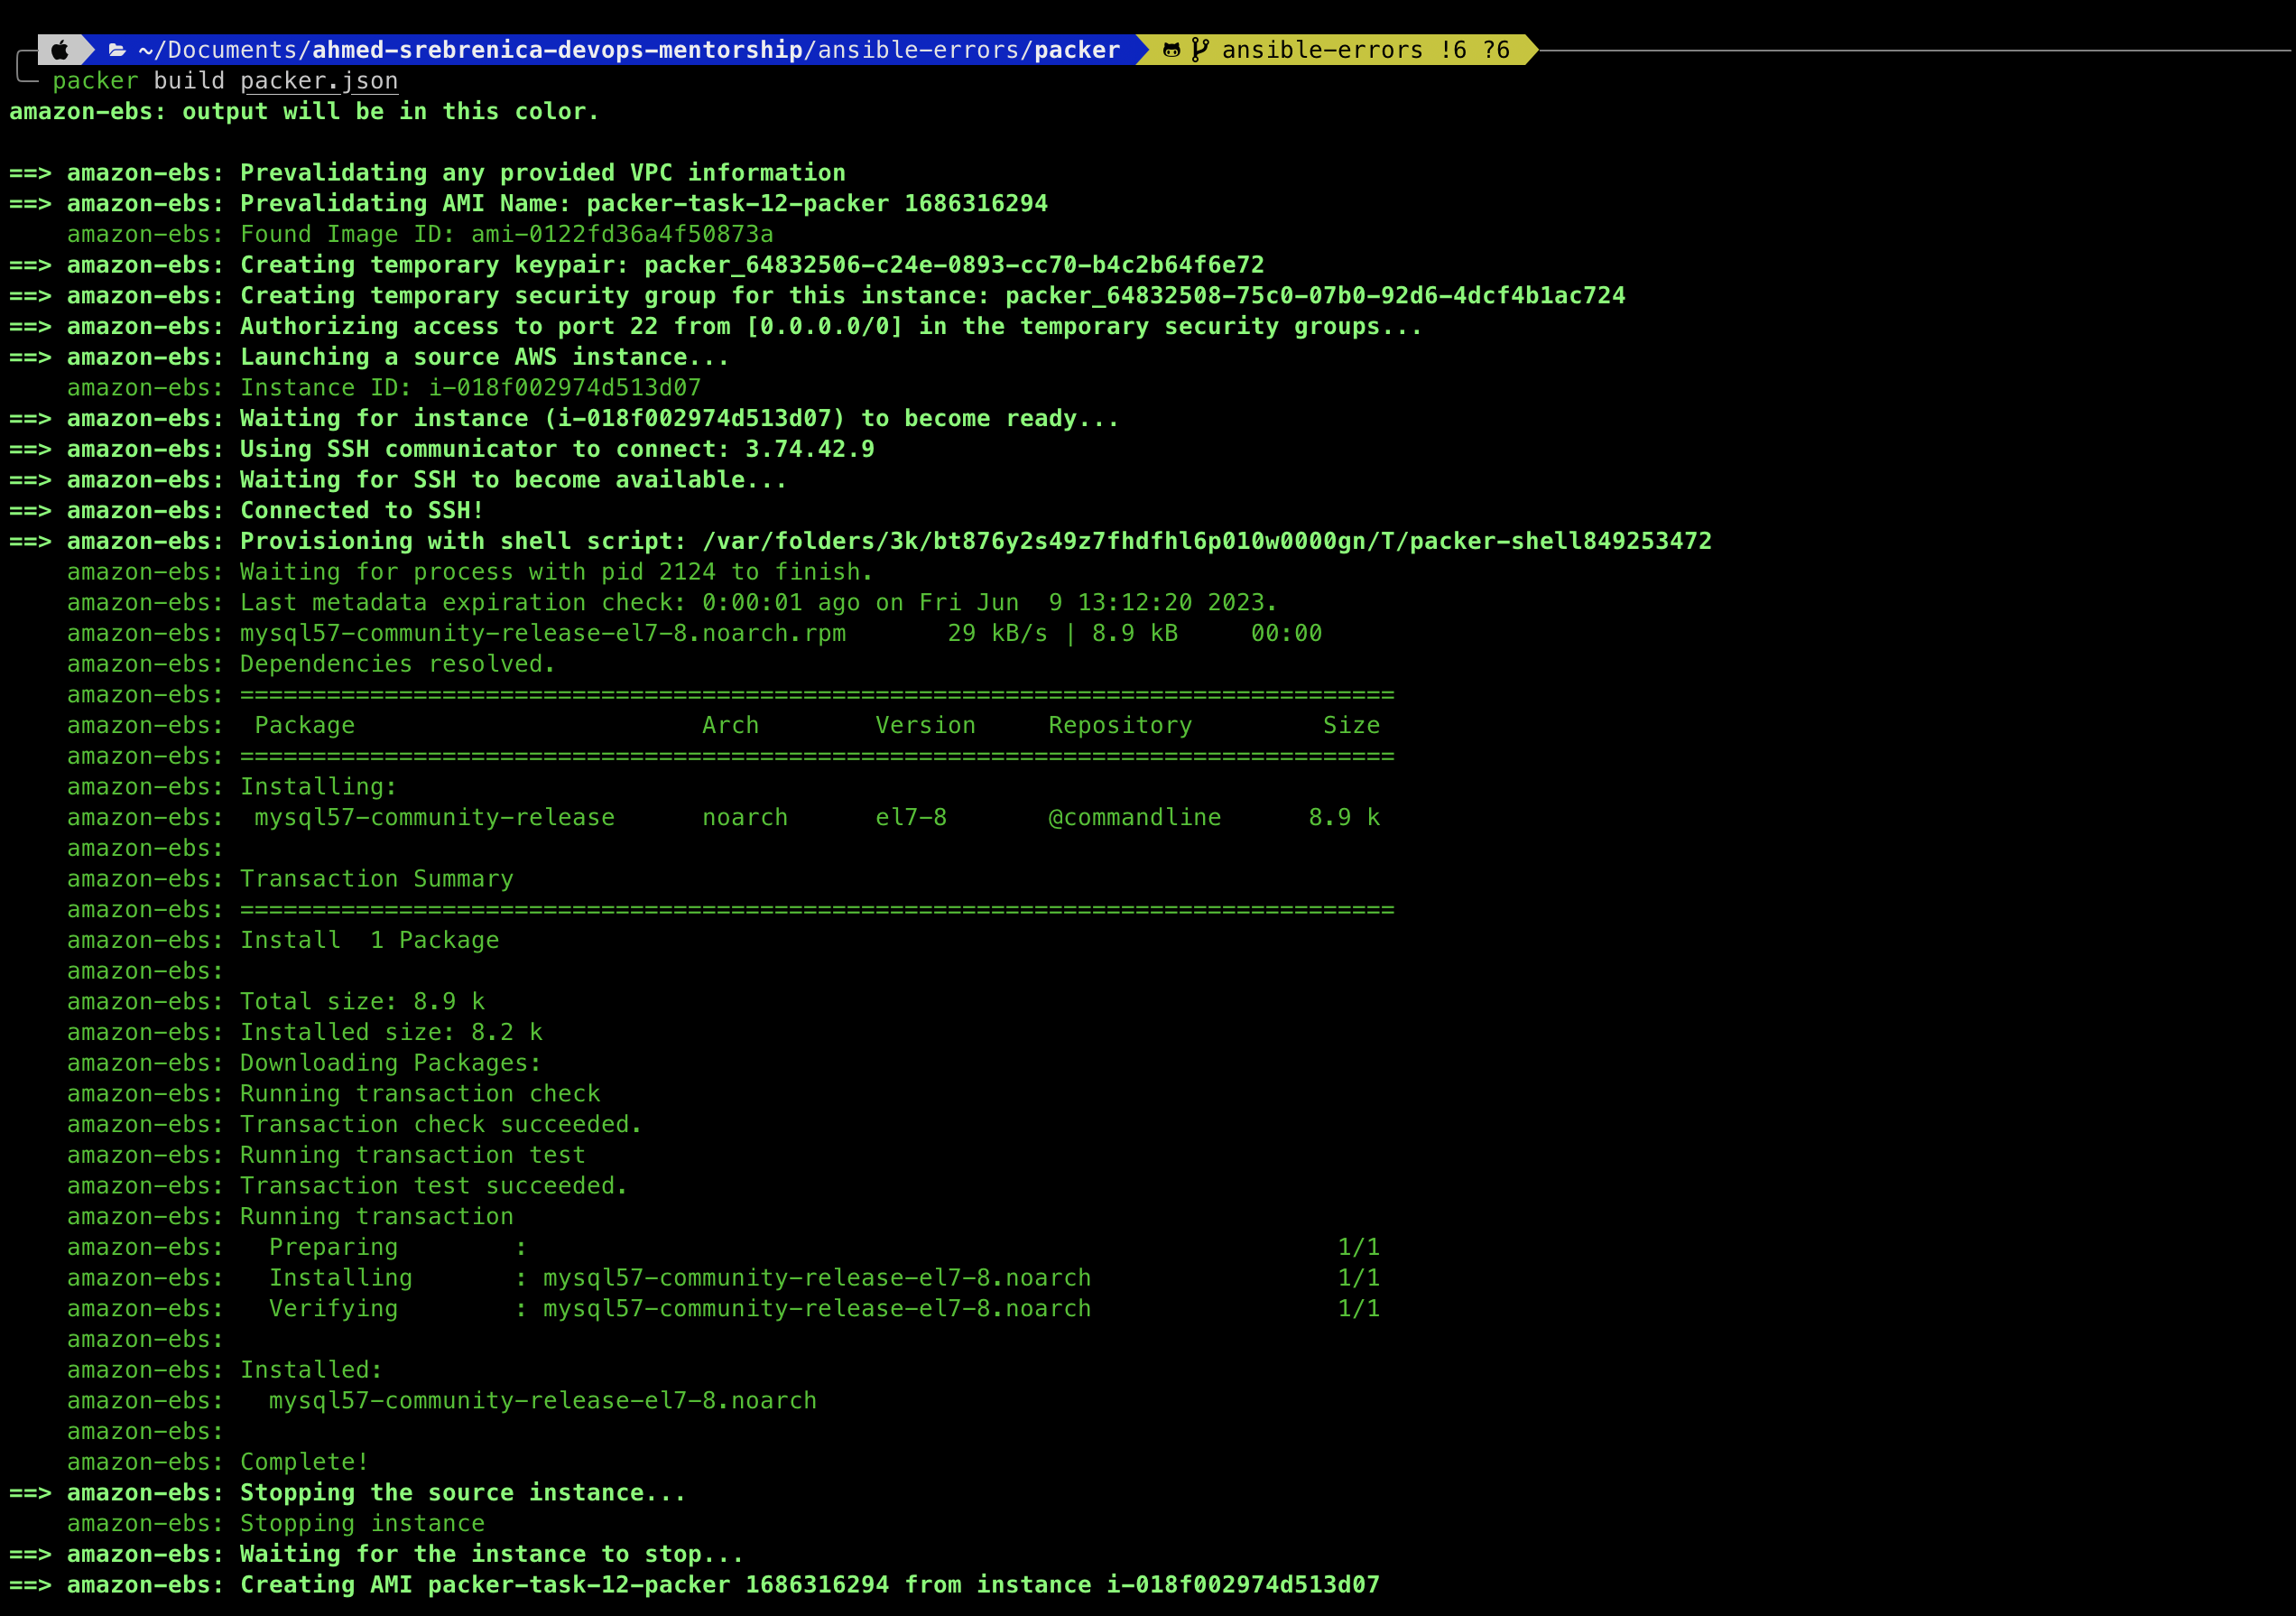 ~/Documents/ahmed-srebrenica-devops-mentorship/ansible-errors/packer ansible-errors !6 ?6
packer build packer.json
amazon-ebs: output will be in this color.

==> amazon-ebs: Prevalidating any provided VPC information
==> amazon-ebs: Prevalidating AMI Name: packer-task-12-packer 1686316294
    amazon-ebs: Found Image ID: ami-0122fd36a4f50873a
==> amazon-ebs: Creating temporary keypair: packer_64832506-c24e-0893-cc70-b4c2b64f6e72
==> amazon-ebs: Creating temporary security group for this instance: packer_64832508-75c0-07b0-92d6-4dcf4b1ac724
==> amazon-ebs: Authorizing access to port 22 from [0.0.0.0/0] in the temporary security groups...
==> amazon-ebs: Launching a source AWS instance...
    amazon-ebs: Instance ID: i-018f002974d513d07
==> amazon-ebs: Waiting for instance (i-018f002974d513d07) to become ready...
==> amazon-ebs: Using SSH communicator to connect: 3.74.42.9
==> amazon-ebs: Waiting for SSH to become available...
==> amazon-ebs: Connected to SSH!
==> amazon-ebs: Provisioning with shell script: /var/folders/3k/bt876y2s49z7fhdfhl6p010w0000gn/T/packer-shell849253472
    amazon-ebs: Waiting for process with pid 2124 to finish.
    amazon-ebs: Last metadata expiration check: 0:00:01 ago on Fri Jun  9 13:12:20 2023.
    amazon-ebs: mysql57-community-release-el7-8.noarch.rpm       29 kB/s | 8.9 kB     00:00
    amazon-ebs: Dependencies resolved.
    amazon-ebs: ================================================================================
    amazon-ebs:  Package                        Arch        Version     Repository         Size
    amazon-ebs: ================================================================================
    amazon-ebs: Installing:
    amazon-ebs:  mysql57-community-release      noarch      el7-8       @commandline      8.9 k
    amazon-ebs:
    amazon-ebs: Transaction Summary
    amazon-ebs: ================================================================================
    amazon-ebs: Install  1 Package
    amazon-ebs:
    amazon-ebs: Total size: 8.9 k
    amazon-ebs: Installed size: 8.2 k
    amazon-ebs: Downloading Packages:
    amazon-ebs: Running transaction check
    amazon-ebs: Transaction check succeeded.
    amazon-ebs: Running transaction test
    amazon-ebs: Transaction test succeeded.
    amazon-ebs: Running transaction
    amazon-ebs:   Preparing        :                                                        1/1
    amazon-ebs:   Installing       : mysql57-community-release-el7-8.noarch                 1/1
    amazon-ebs:   Verifying        : mysql57-community-release-el7-8.noarch                 1/1
    amazon-ebs:
    amazon-ebs: Installed:
    amazon-ebs:   mysql57-community-release-el7-8.noarch
    amazon-ebs:
    amazon-ebs: Complete!
==> amazon-ebs: Stopping the source instance...
    amazon-ebs: Stopping instance
==> amazon-ebs: Waiting for the instance to stop...
==> amazon-ebs: Creating AMI packer-task-12-packer 1686316294 from instance i-018f002974d513d07